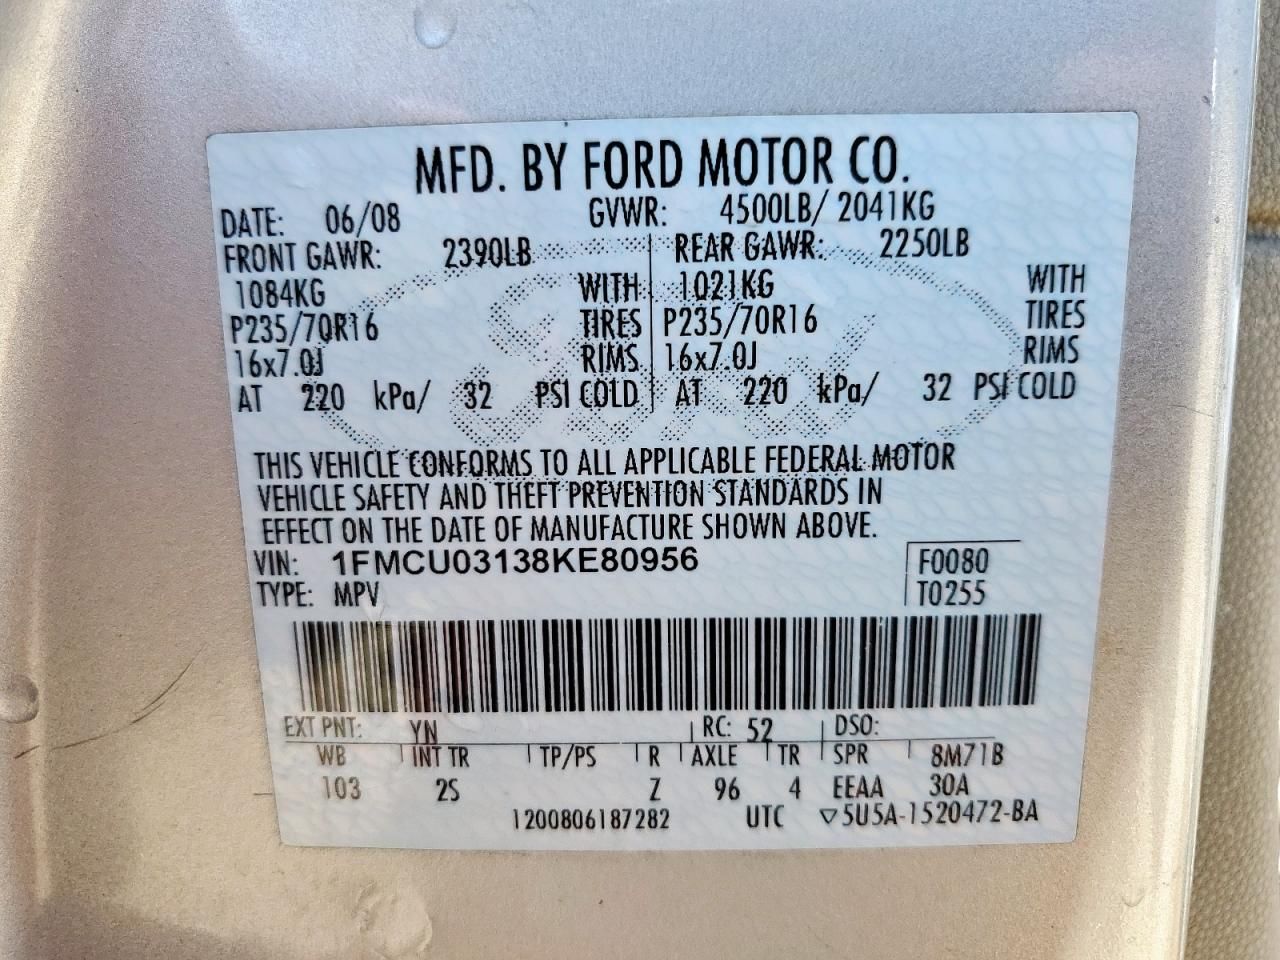 MFD. BY FORD MOTOR CO.
DATE: 06/08 GVWR: 4500LB/ 2041KG
FRONT GAWR: 2390LB REAR GAWR: 2250LB
1084KG WITH 1021KG WITH
P235/70R16 TIRES P235/70R16 TIRES
16x7.0J RIMS 16x7.0J RIMS
AT 220 kPa/ 32 PSI COLD AT 220 kPa/ 32 PSI COLD
THIS VEHICLE CONFORMS TO ALL APPLICABLE FEDERAL MOTOR
VEHICLE SAFETY AND THEFT PREVENTION STANDARDS IN
EFFECT ON THE DATE OF MANUFACTURE SHOWN ABOVE.
VIN: 1FMCU03138KE80956 F0080
TYPE: MPV T0255
EXT PNT: YN RC: 52 DSO:
WB INT TR TP/PS R AXLE TR SPR 8M71B
103 2S Z 96 4 EEAA 30A
1200806187282 UTC ▽5U5A-1520472-BA